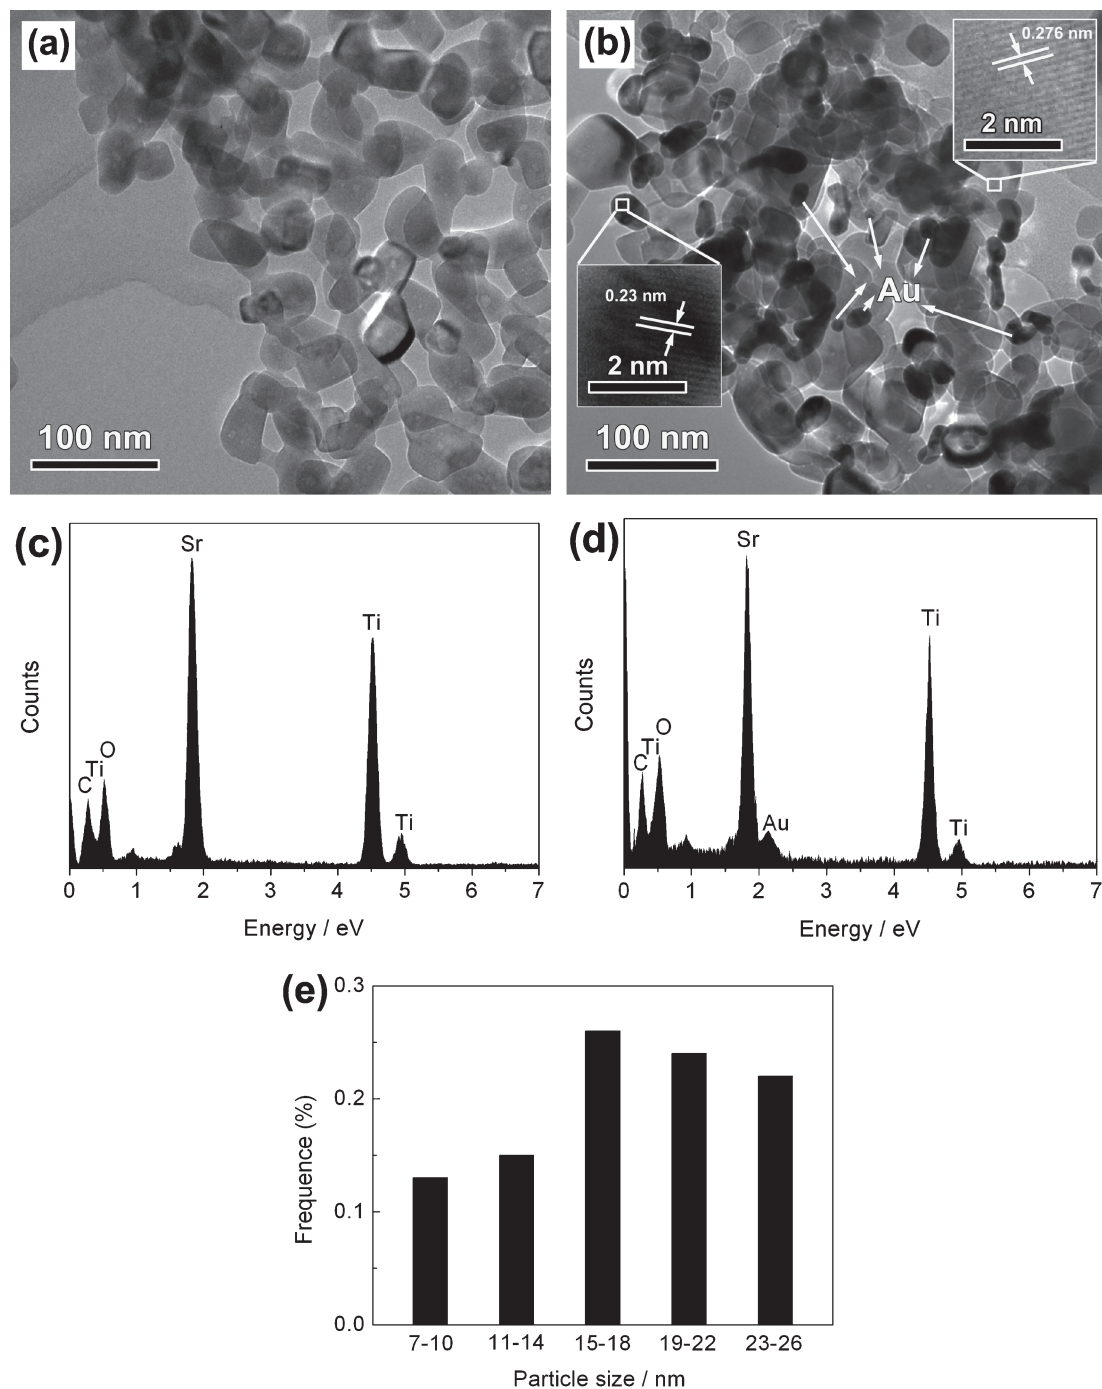 (a)
100 nm
(b)
0.276 nm
2 nm
Au
0.23 nm
2 nm
100 nm
(c)
Counts
Sr
Ti
C
Ti
O
Ti
0 1 2 3 4 5 6 7
Energy / eV
(d)
Counts
Sr
Ti
C
Ti
O
Au
Ti
0 1 2 3 4 5 6 7
Energy / eV
(e)
Frequence (%)
0.3
0.2
0.1
0.0
7-10 11-14 15-18 19-22 23-26
Particle size / nm